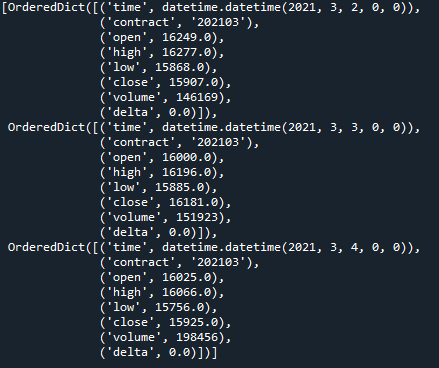 [OrderedDict([('time', datetime.datetime(2021, 3, 2, 0, 0)),
('contract', '202103'),
('open', 16249.0),
('high', 16277.0),
('low', 15868.0),
('close', 15907.0),
('volume', 146169),
('delta', 0.0)]),
OrderedDict([('time', datetime.datetime(2021, 3, 3, 0, 0)),
('contract', '202103'),
('open', 16000.0),
('high', 16196.0),
('low', 15885.0),
('close', 16181.0),
('volume', 151923),
('delta', 0.0)]),
OrderedDict([('time', datetime.datetime(2021, 3, 4, 0, 0)),
('contract', '202103'),
('open', 16025.0),
('high', 16066.0),
('low', 15756.0),
('close', 15925.0),
('volume', 198456),
('delta', 0.0)])]